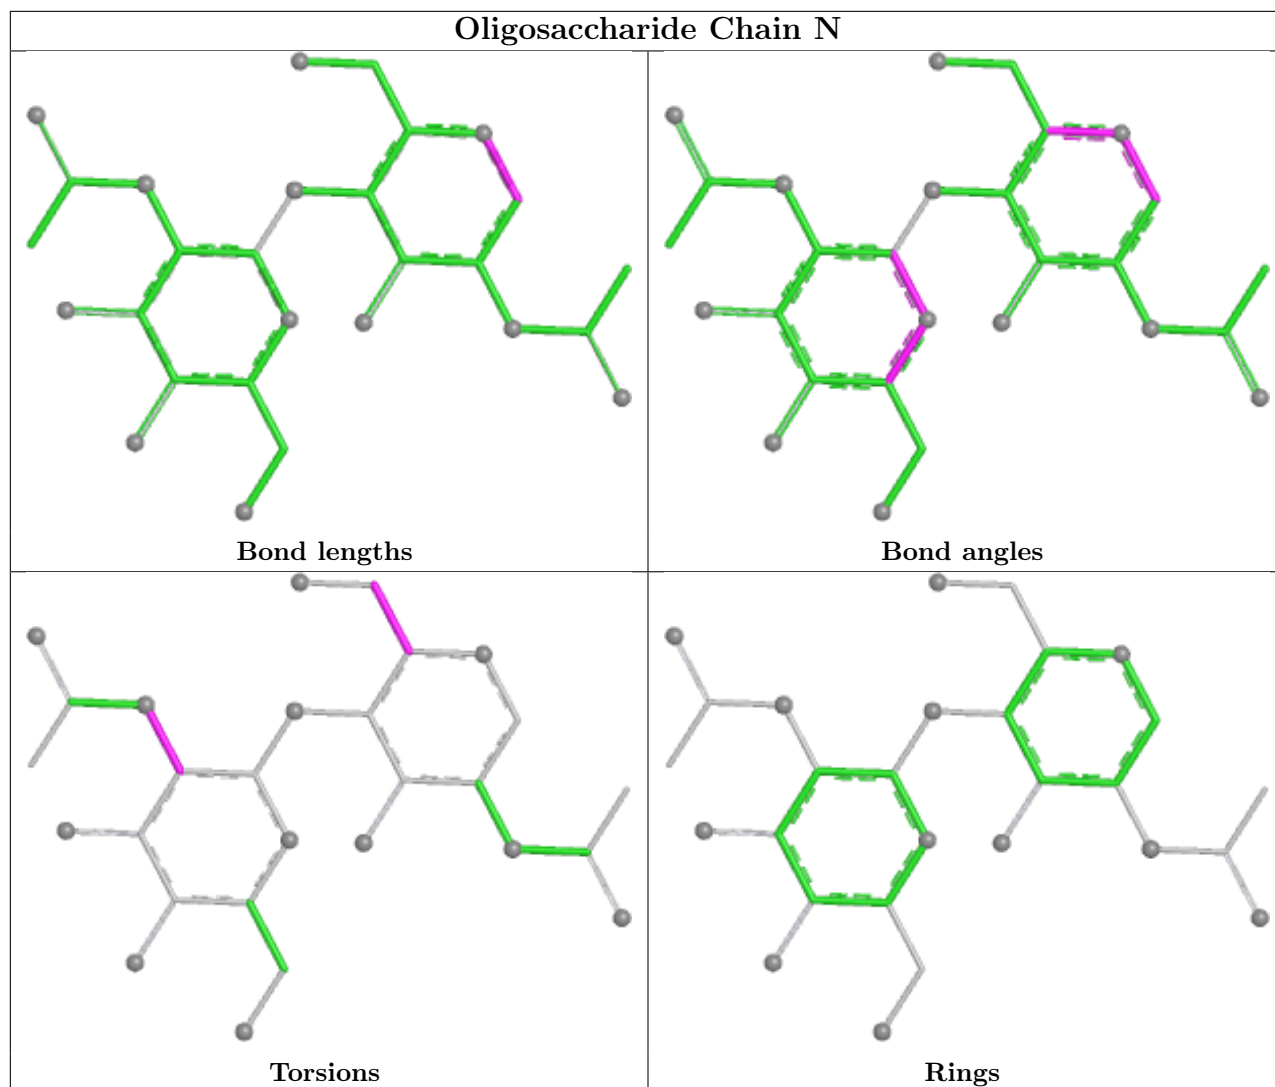 Oligosaccharide Chain N
Bond lengths
Bond angles
Torsions
Rings